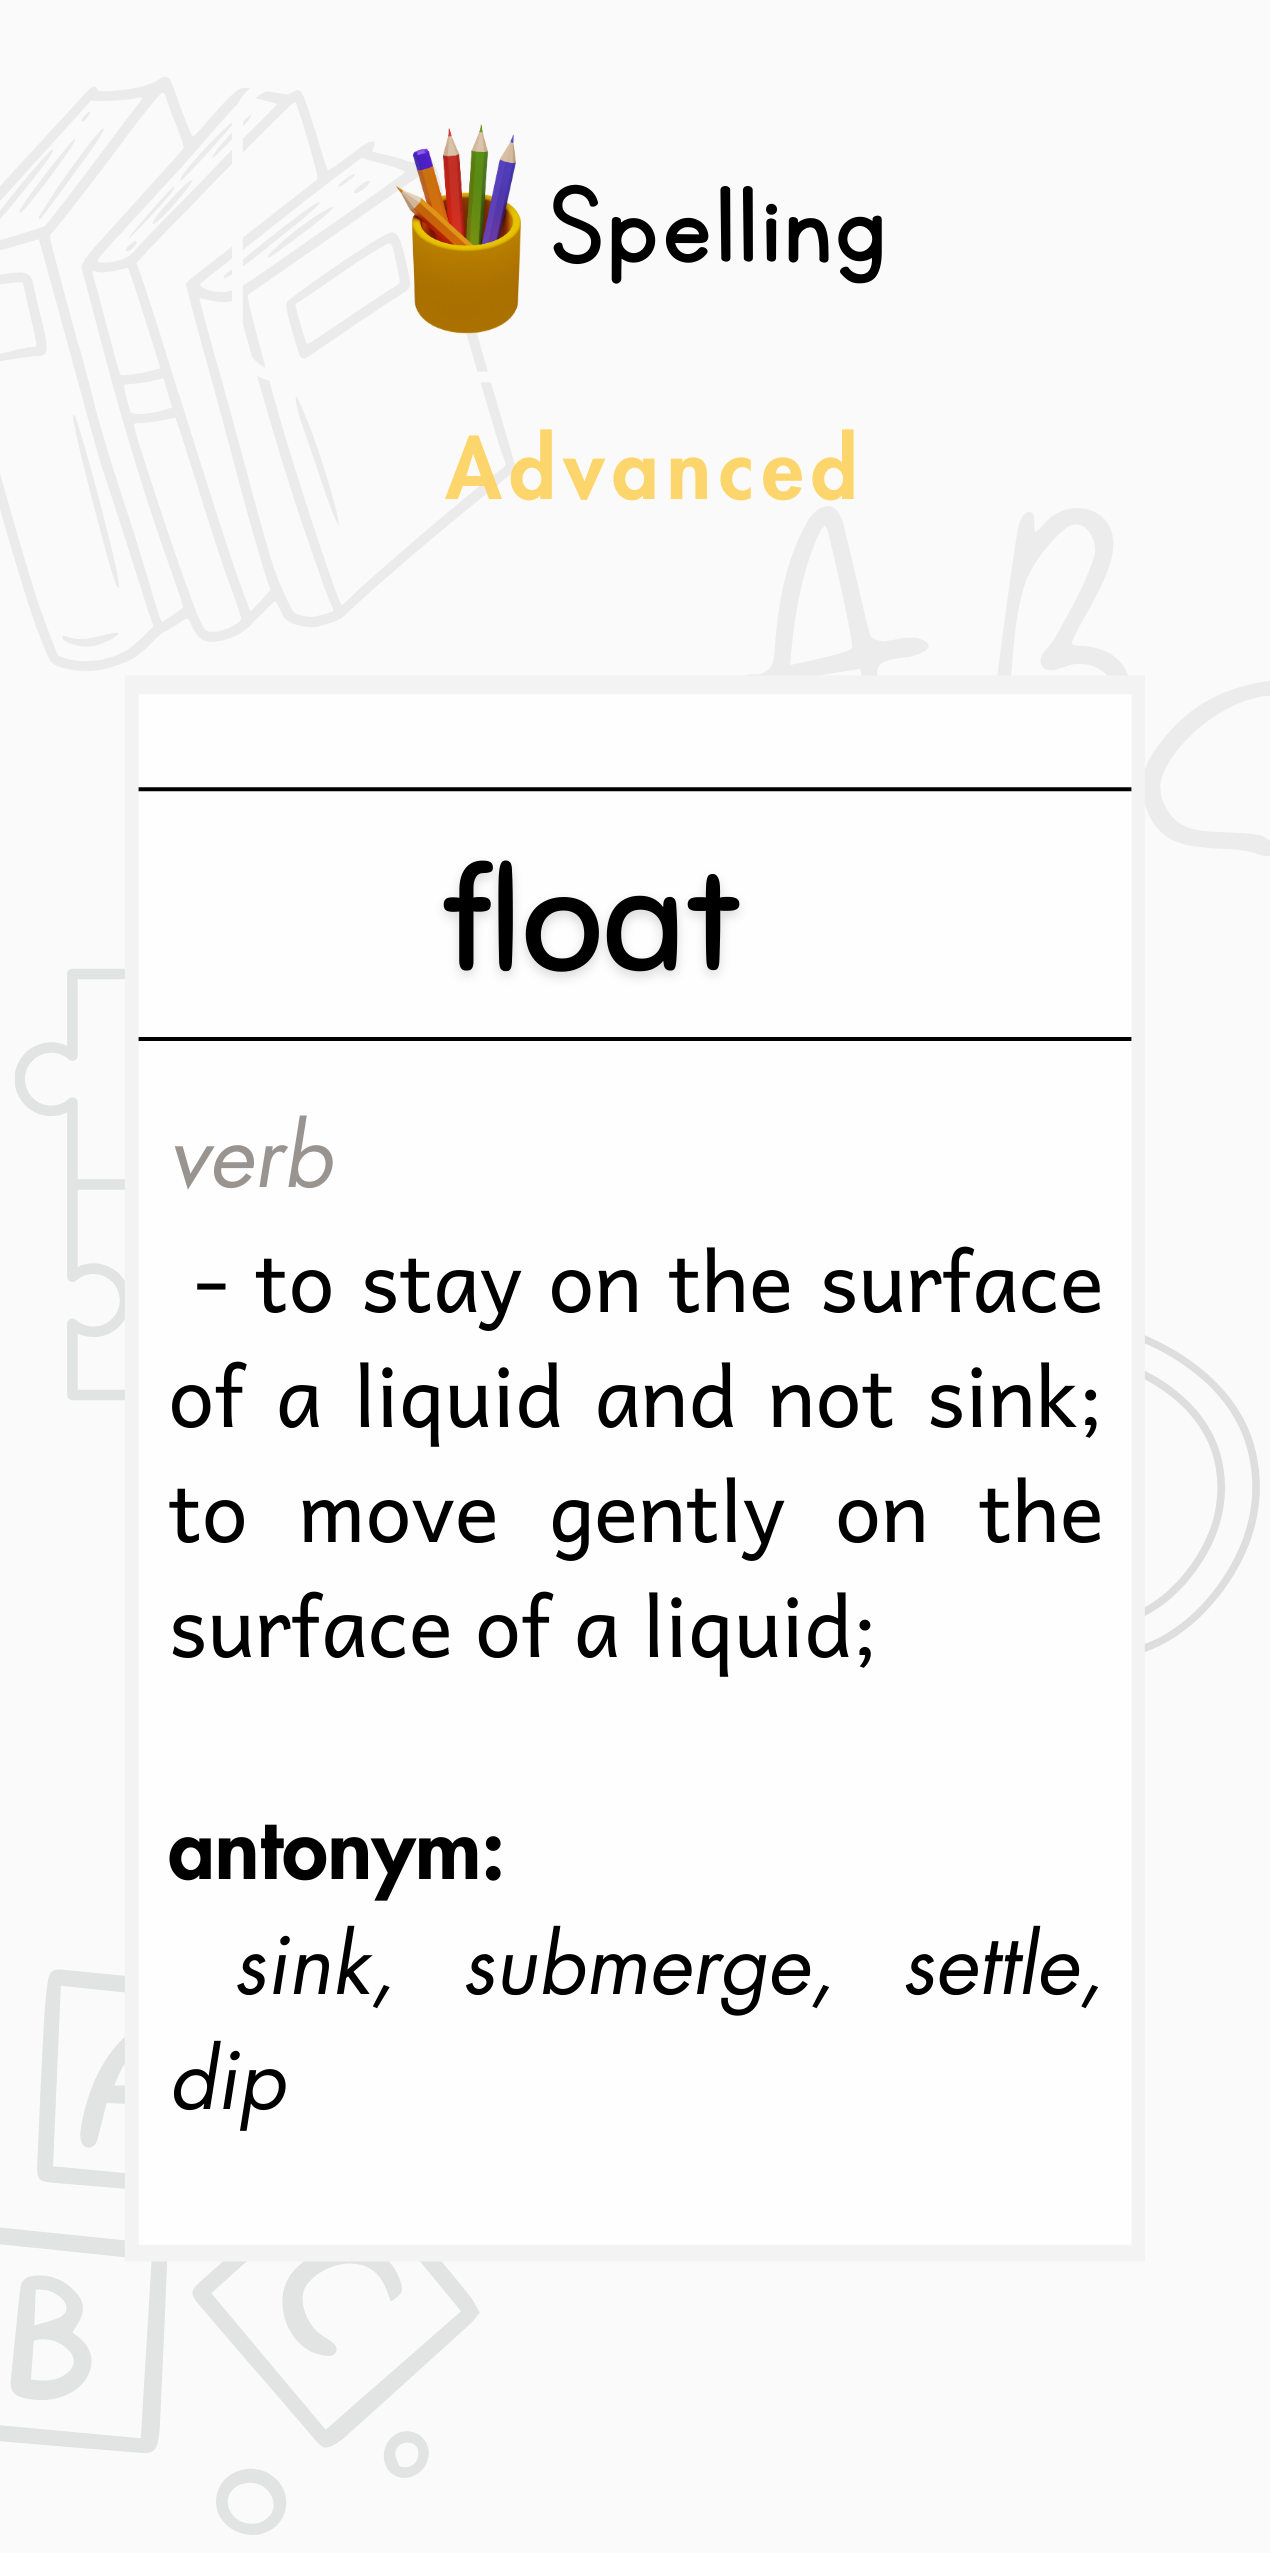 Spelling
Advanced
A B
float
verb
- to stay on the surface
of a liquid and not sink;
to move gently on the
surface of a liquid;
antonym:
sink, submerge, settle,
dip
A
B
C